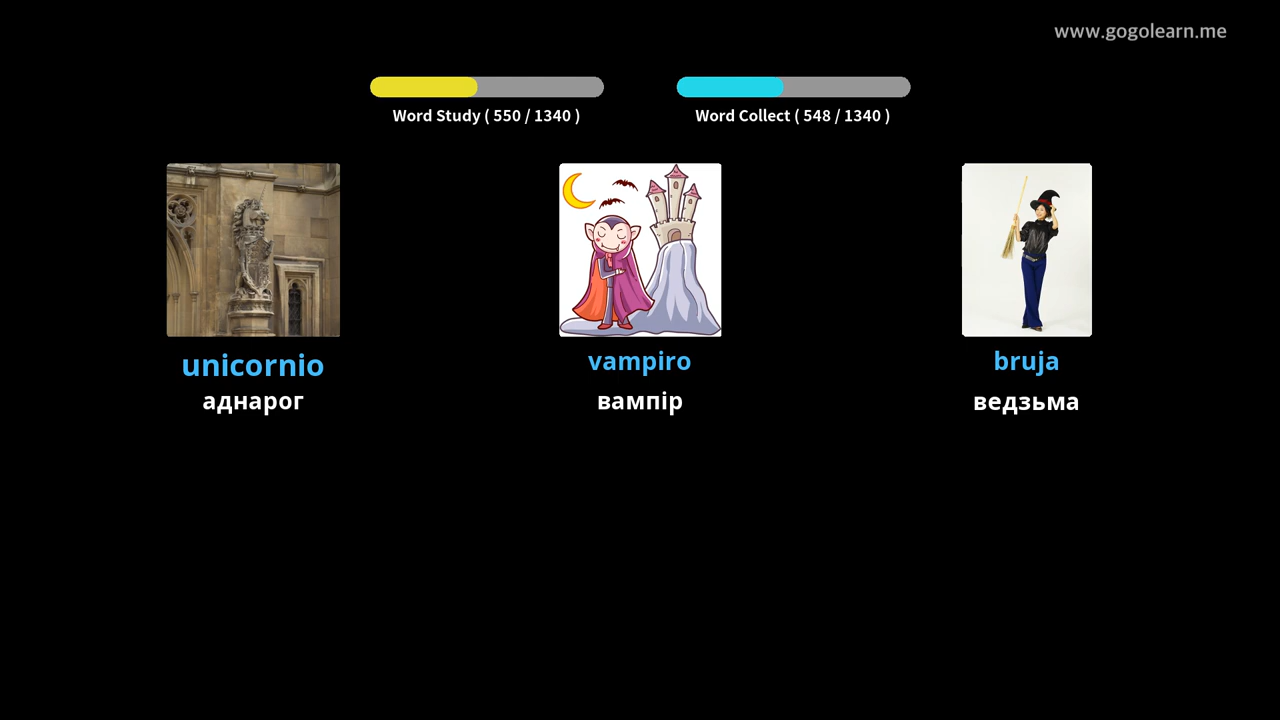 www.gogolearn.me
Word Study ( 550 / 1340 )
Word Collect ( 548 / 1340 )
unicornio
vampiro
bruja
аднарог
вампір
ведзьма